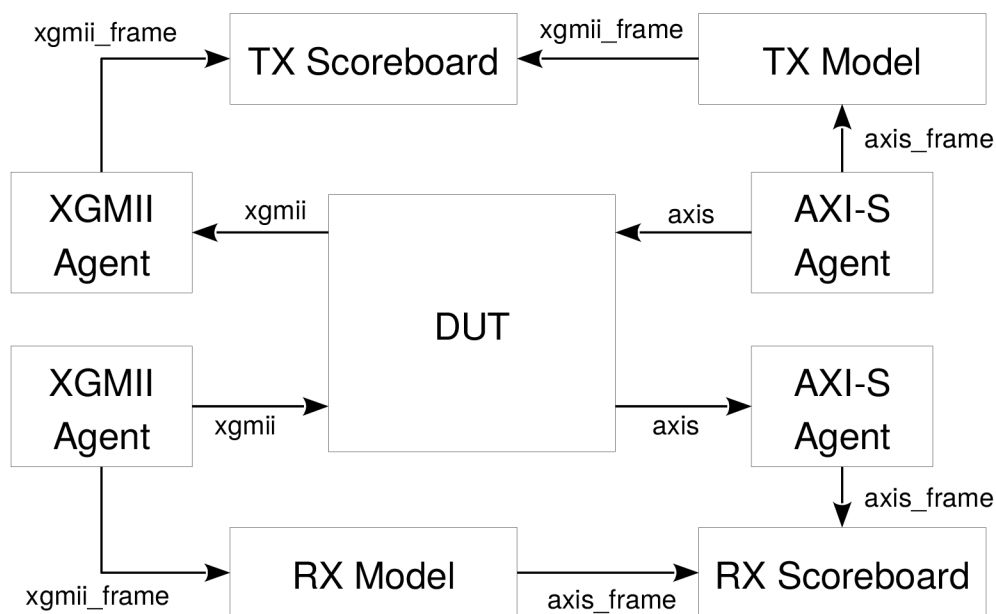 xgmii_frame
TX Scoreboard
xgmii_frame
TX Model
axis_frame
XGMII
Agent
xgmii
axis
AXI-S
Agent
DUT
XGMII
Agent
xgmii
axis
AXI-S
Agent
axis_frame
xgmii_frame
RX Model
axis_frame
RX Scoreboard